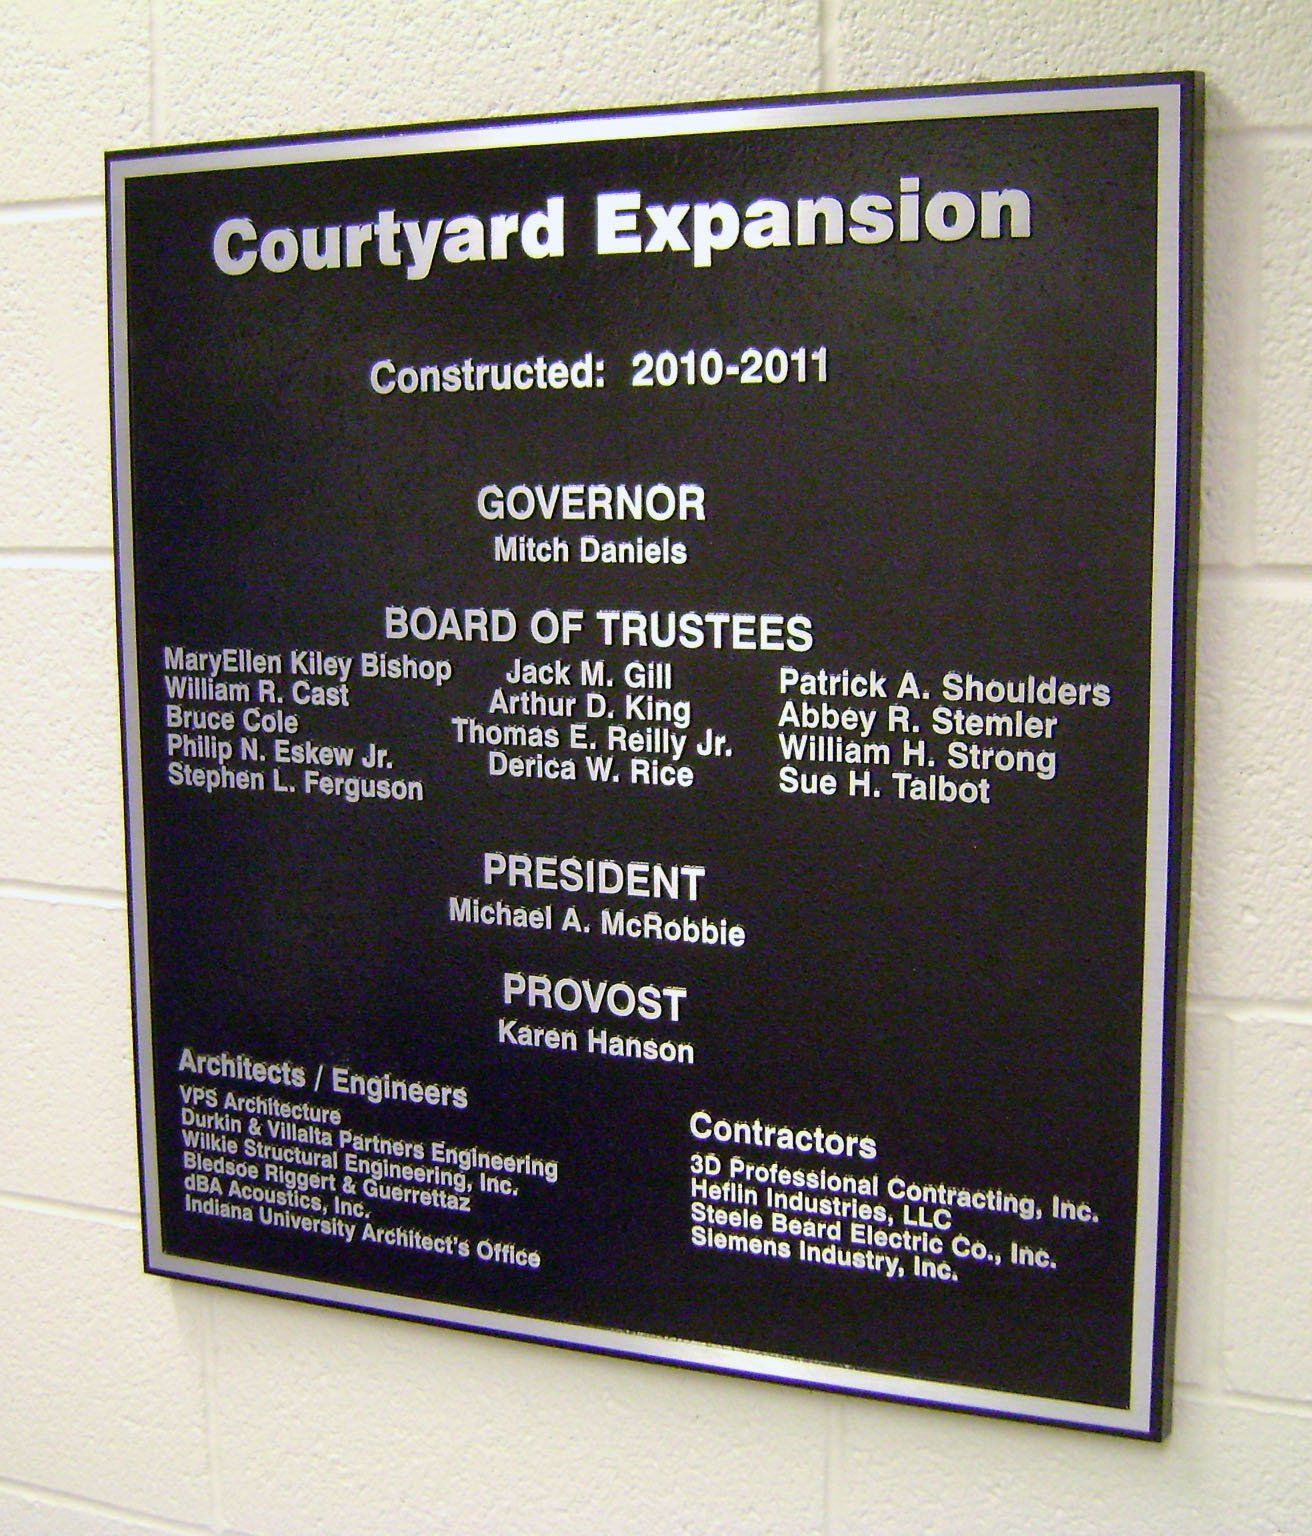 Courtyard Expansion
Constructed: 2010-2011
GOVERNOR
Mitch Daniels
BOARD OF TRUSTEES
MaryEllen Kiley Bishop
William R. Cast
Bruce Cole
Philip N. Eskew Jr.
Stephen L. Ferguson
Jack M. Gill
Arthur D. King
Thomas E. Reilly Jr.
Derica W. Rice
Patrick A. Shoulders
Abbey R. Stemler
William H. Strong
Sue H. Talbot
PRESIDENT
Michael A. McRobbie
PROVOST
Karen Hanson
Architects / Engineers
VPS Architecture
Durkin & Villalta Partners Engineering
Wilkie Structural Engineering, Inc.
Bledsoe Riggert & Guerrettaz
dBA Acoustics, Inc.
Indiana University Architect's Office
Contractors
3D Professional Contracting, Inc.
Heflin Industries, LLC
Steele Beard Electric Co., Inc.
Siemens Industry, Inc.